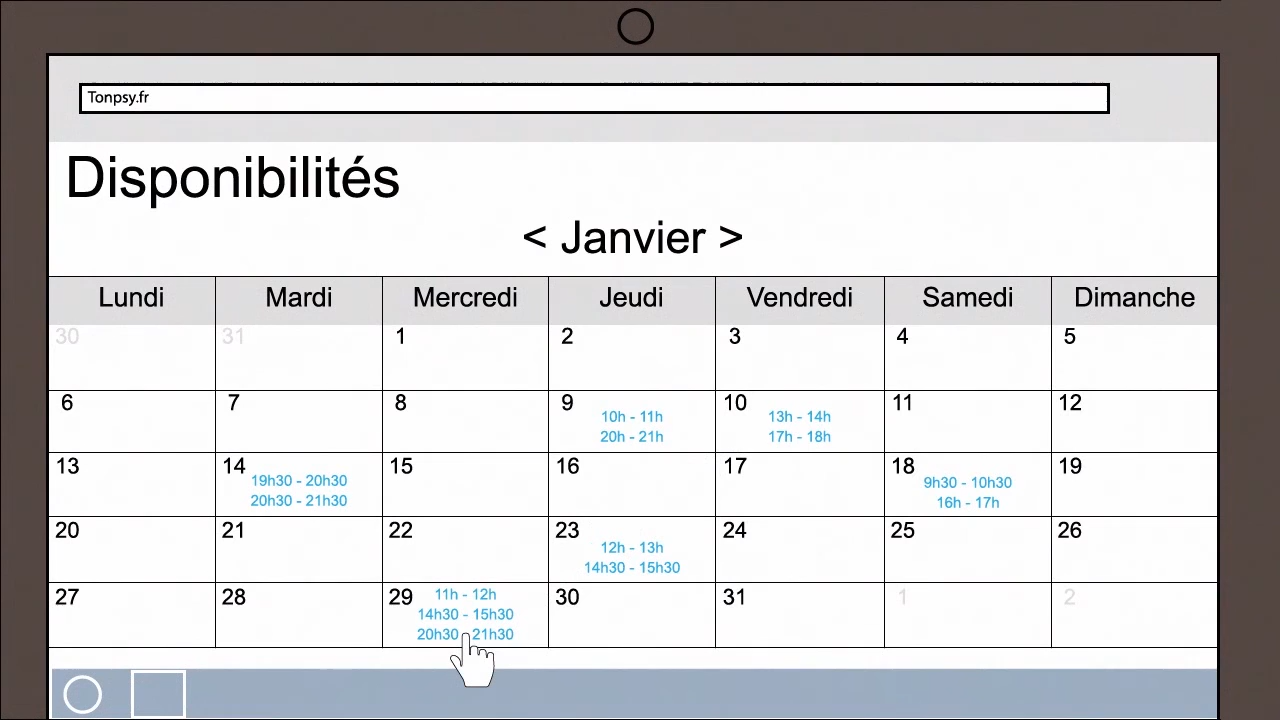 Tonpsy.fr
Disponibilités
< Janvier >
Lundi Mardi Mercredi Jeudi Vendredi Samedi Dimanche
30 31 1 2 3 4 5
6 7 8 9 10 11 12
10h - 11h 13h - 14h
20h - 21h 17h - 18h
13 14 15 16 17 18 19
19h30 - 20h30 9h30 - 10h30
20h30 - 21h30 16h - 17h
20 21 22 23 24 25 26
12h - 13h
14h30 - 15h30
27 28 29 30 31 1 2
11h - 12h
14h30 - 15h30
20h30 - 21h30